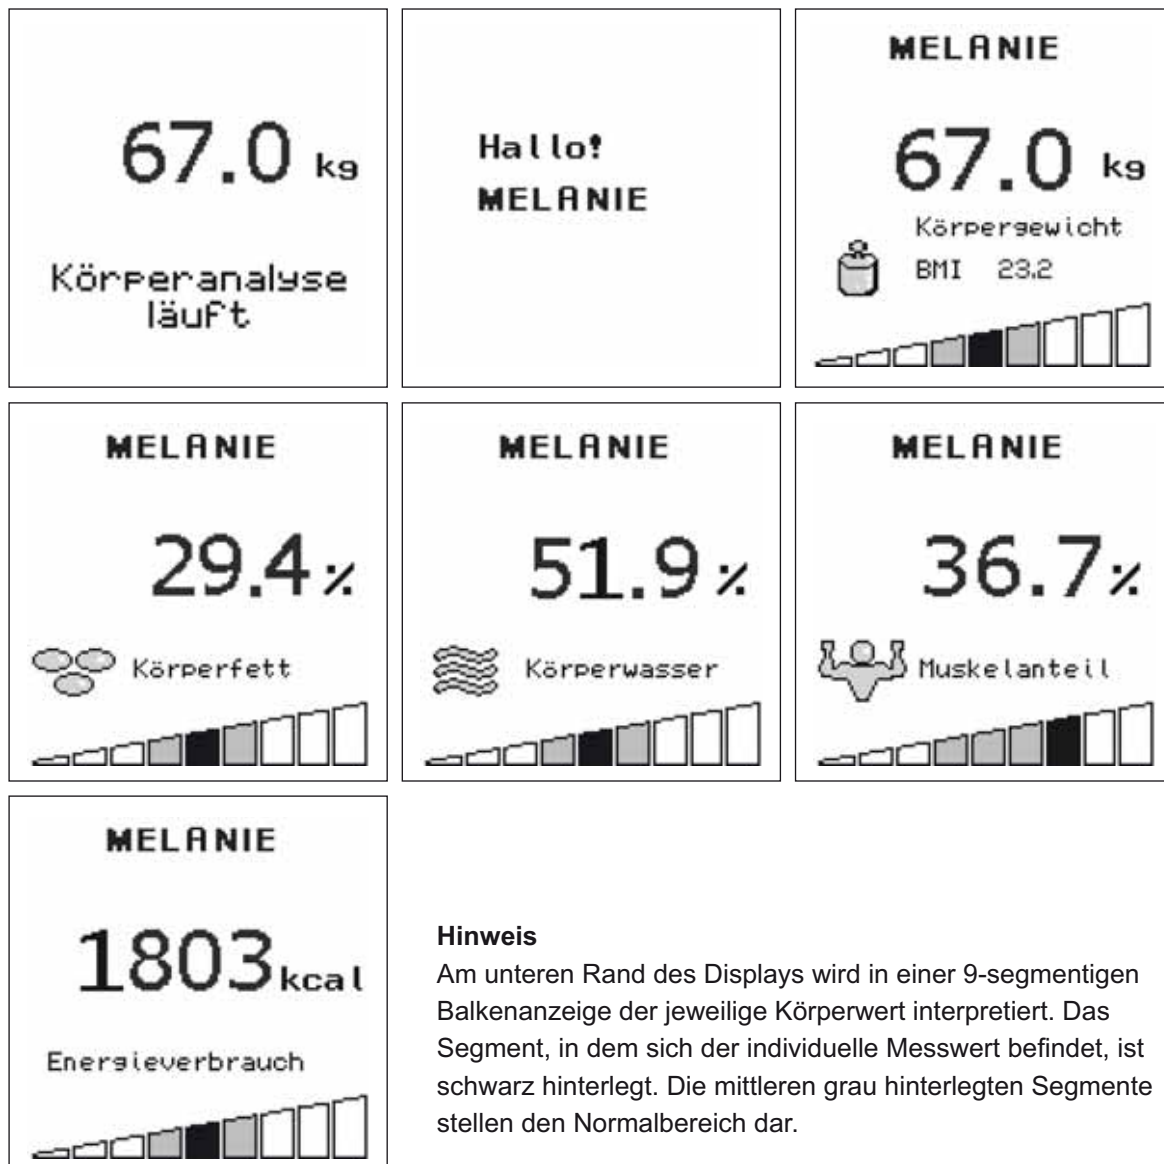 67.0 kg
Körperanalyse
läuft
Hallo!
MELANIE
MELANIE
67.0 kg
Körpergewicht
BMI 23.2
MELANIE
29.4 %
Körperfett
MELANIE
51.9 %
Körperwasser
MELANIE
36.7 %
Muskelanteil
MELANIE
1803 kcal
Energieverbrauch
Hinweis
Am unteren Rand des Displays wird in einer 9-segmentigen
Balkenanzeige der jeweilige Körperwert interpretiert. Das
Segment, in dem sich der individuelle Messwert befindet, ist
schwarz hinterlegt. Die mittleren grau hinterlegten Segmente
stellen den Normalbereich dar.